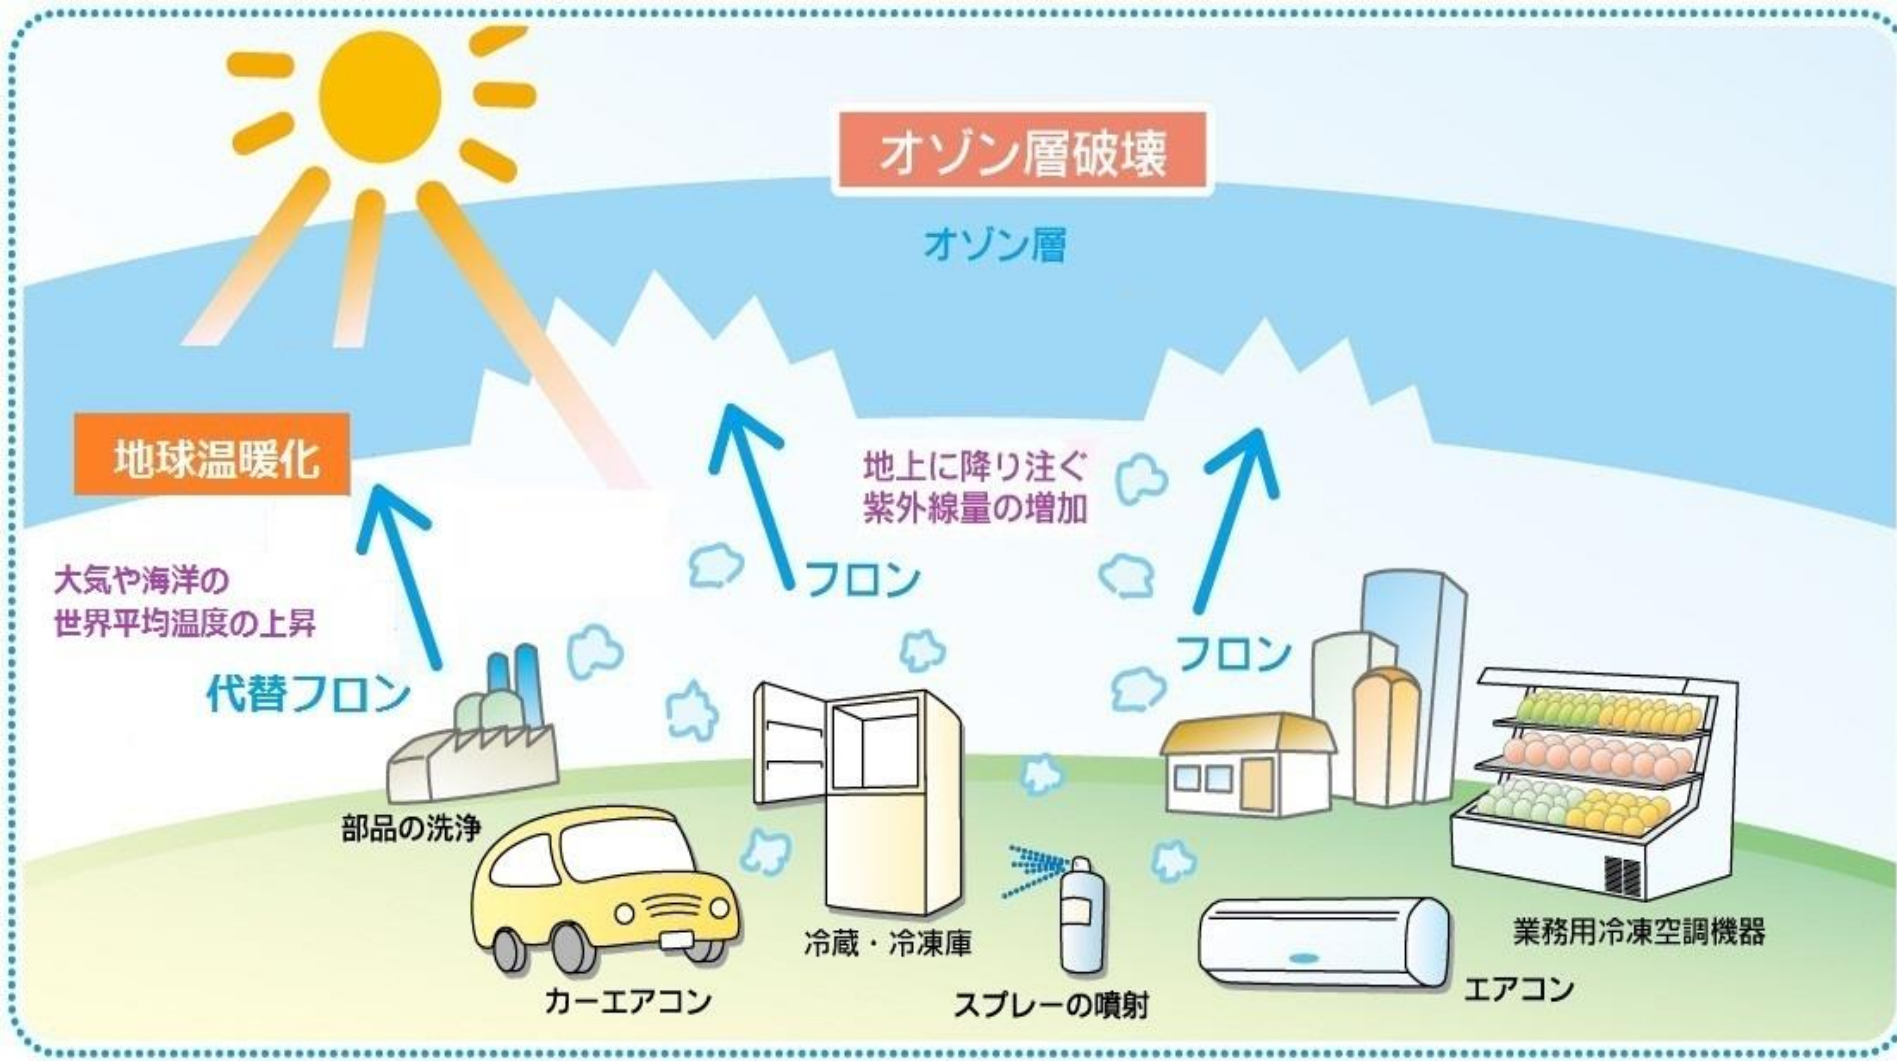 オゾン層破壊
オゾン層
地球温暖化
地上に降り注ぐ
紫外線量の増加
大気や海洋の
世界平均温度の上昇
フロン
フロン
代替フロン
部品の洗浄
カーエアコン
冷蔵・冷凍庫
スプレーの噴射
エアコン
業務用冷凍空調機器